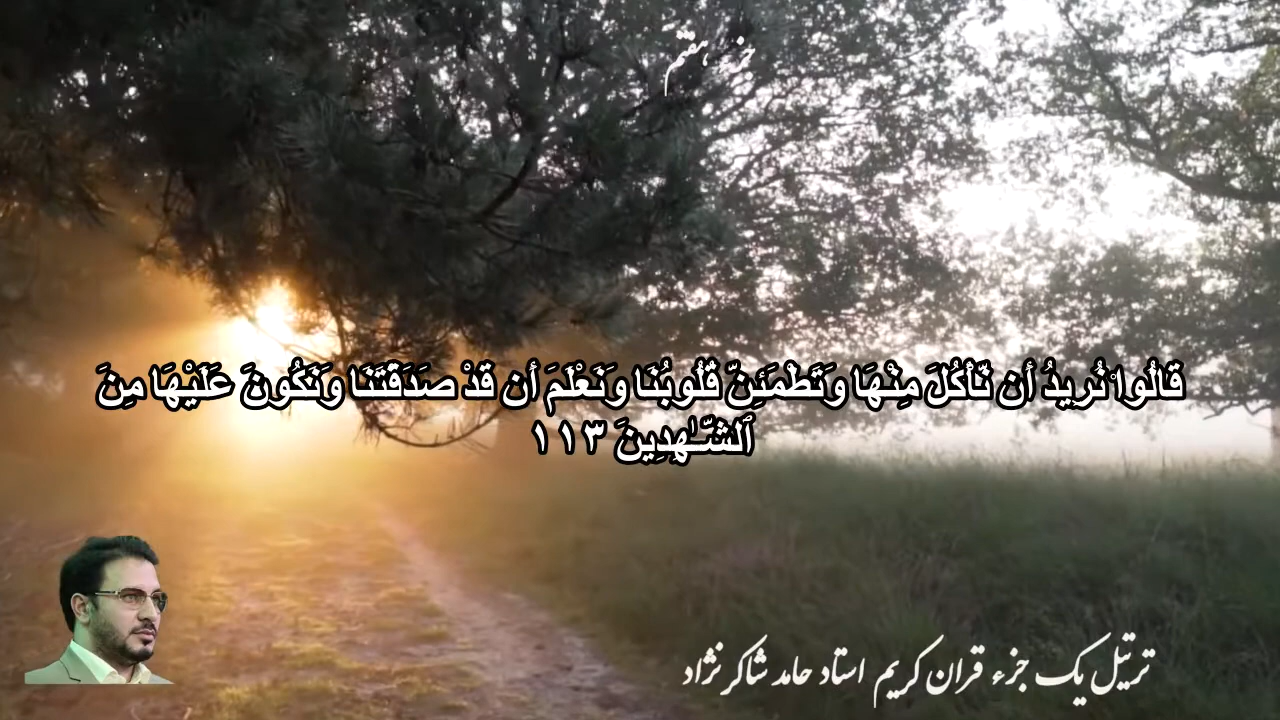 جزء هفتم
قَالُوا۟ نُرِيدُ أَن نَّأْكُلَ مِنْهَا وَتَطْمَئِنَّ قُلُوبُنَا وَنَعْلَمَ أَن قَدْ صَدَقْتَنَا وَنَكُونَ عَلَيْهَا مِنَ
ٱلشَّـٰهِدِينَ ١١٣
ترتیل یک جزء قران کریم استاد حامد شاکرنژاد